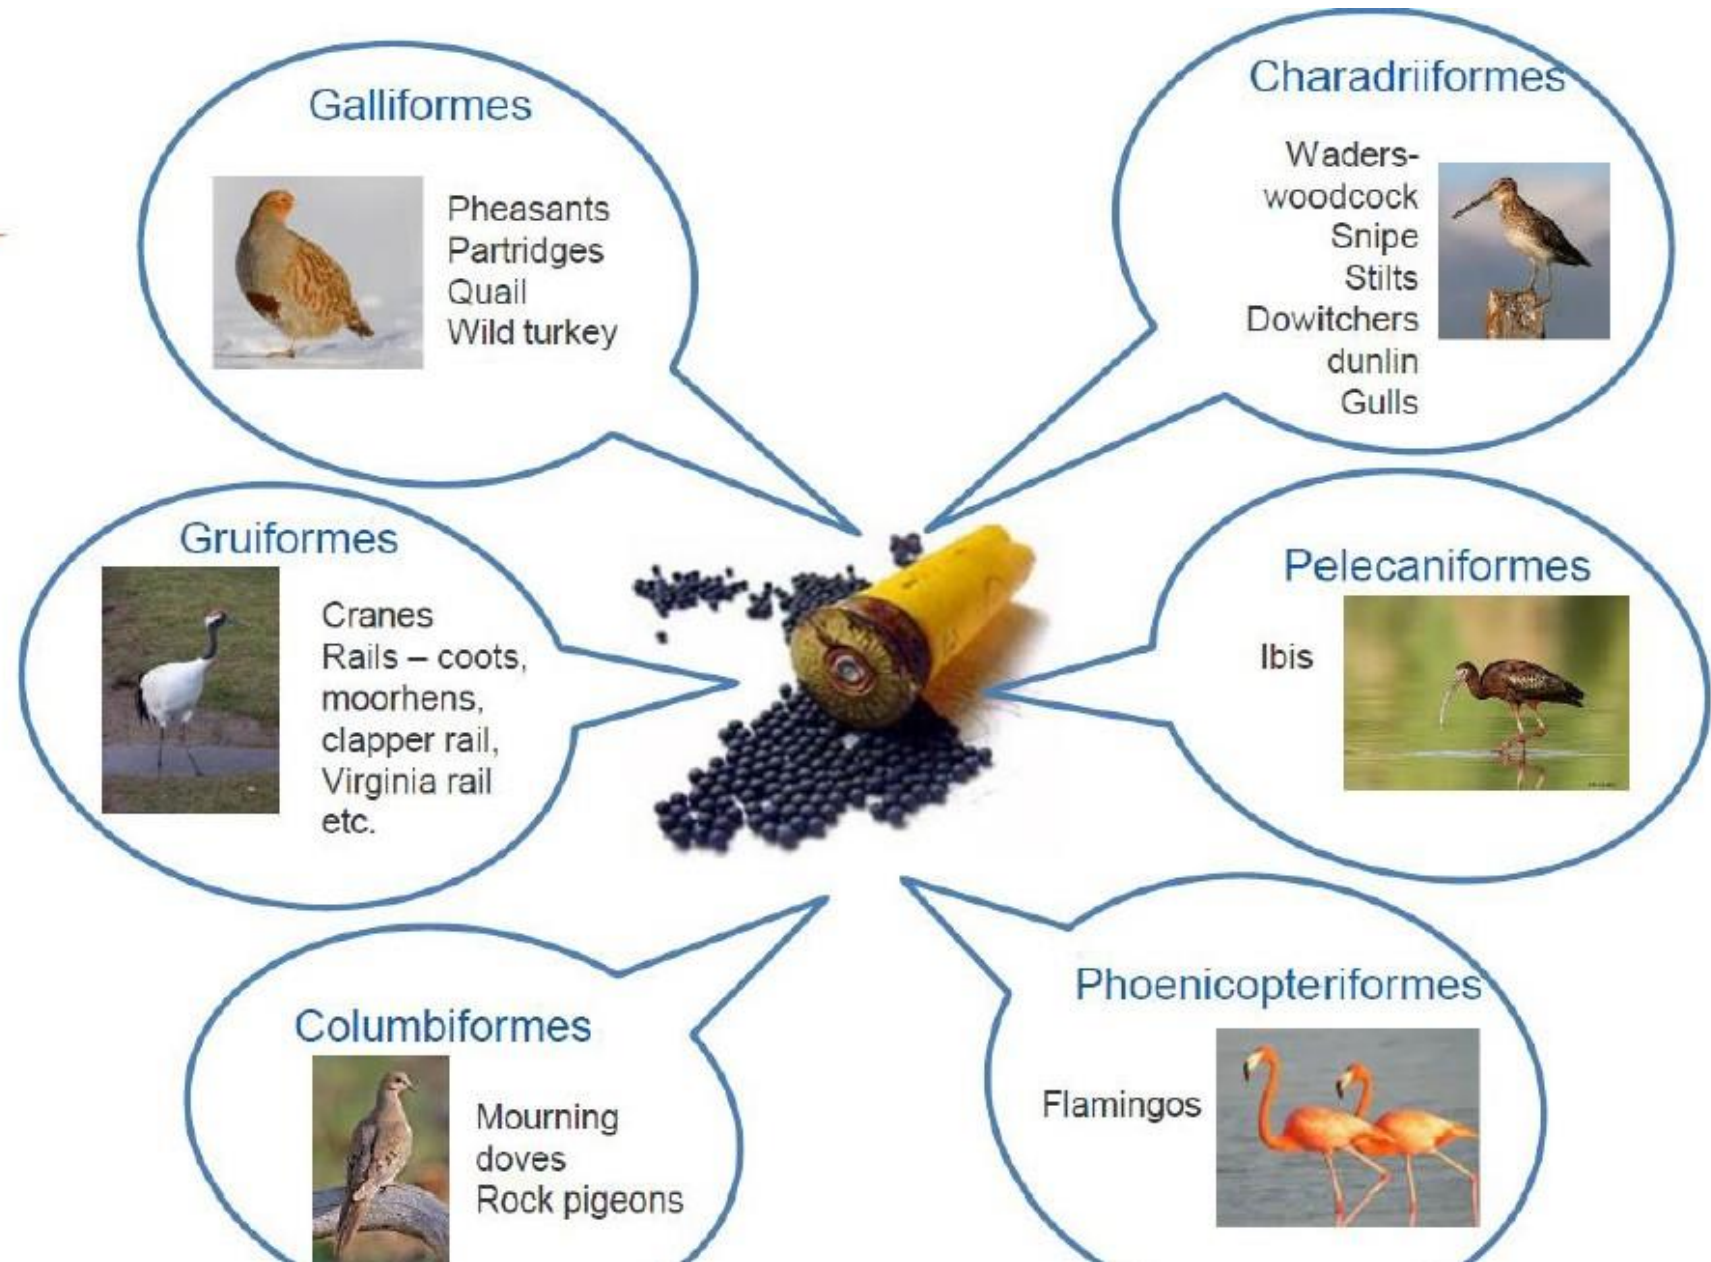 Galliformes
Pheasants
Partridges
Quail
Wild turkey
Charadriiformes
Waders-
woodcock
Snipe
Stilts
Dowitchers
dunlin
Gulls
Gruiformes
Cranes
Rails – coots,
moorhens,
clapper rail,
Virginia rail
etc.
Pelecaniformes
Ibis
Columbiformes
Mourning
doves
Rock pigeons
Phoenicopteriformes
Flamingos